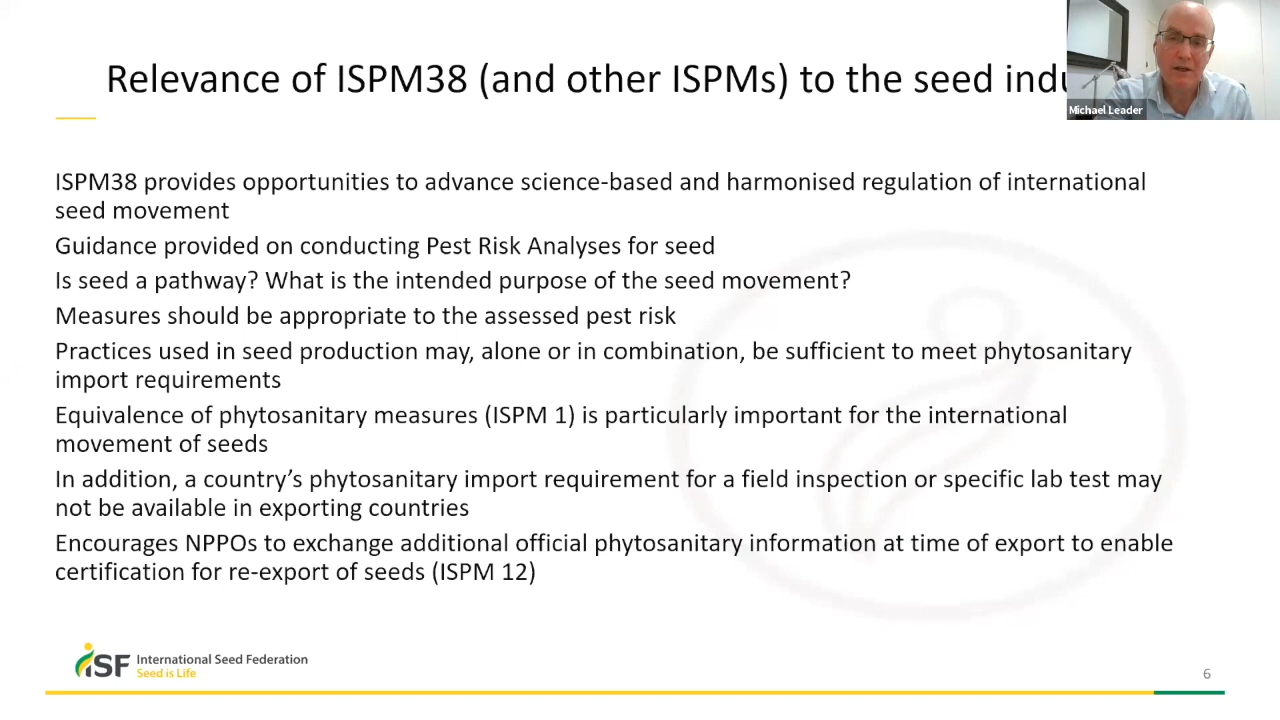 Relevance of ISPM38 (and other ISPMs) to the seed
Michael Leader
ISPM38 provides opportunities to advance science-based and harmonised regulation of international
seed movement
Guidance provided on conducting Pest Risk Analyses for seed
Is seed a pathway? What is the intended purpose of the seed movement?
Measures should be appropriate to the assessed pest risk
Practices used in seed production may, alone or in combination, be sufficient to meet phytosanitary
import requirements
Equivalence of phytosanitary measures (ISPM 1) is particularly important for the international
movement of seeds
In addition, a country’s phytosanitary import requirement for a field inspection or specific lab test may
not be available in exporting countries
Encourages NPPOs to exchange additional official phytosanitary information at time of export to enable
certification for re-export of seeds (ISPM 12)
iSF International Seed Federation
Seed is Life
6